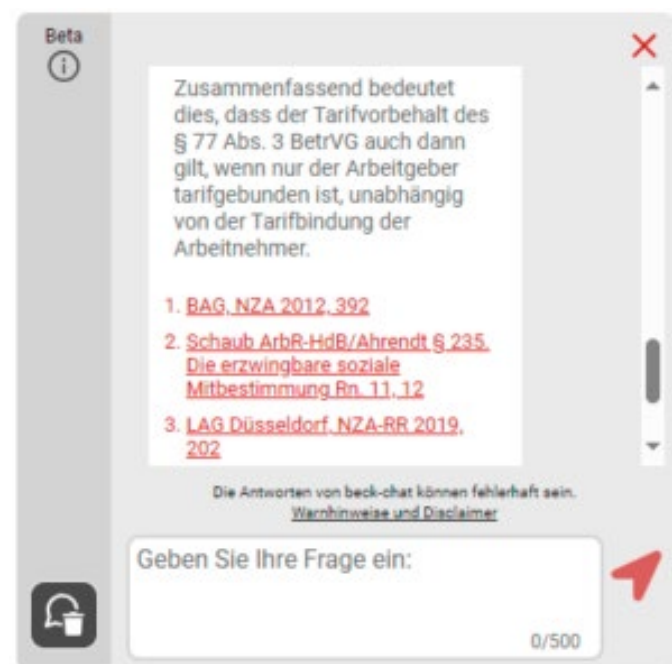 Beta
Zusammenfassend bedeutet
dies, dass der Tarifvorbehalt des
§ 77 Abs. 3 BetrVG auch dann
gilt, wenn nur der Arbeitgeber
tarifgebunden ist, unabhängig
von der Tarifbindung der
Arbeitnehmer.
1. BAG, NZA 2012, 392
2. Schaub ArbR-HdB/Ahrendt § 235.
Die erzwingbare soziale
Mitbestimmung Rn. 11, 12
3. LAG Düsseldorf, NZA-RR 2019,
202
Die Antworten von beck-chat können fehlerhaft sein.
Warnhinweise und Disclaimer
Geben Sie Ihre Frage ein:
0/500